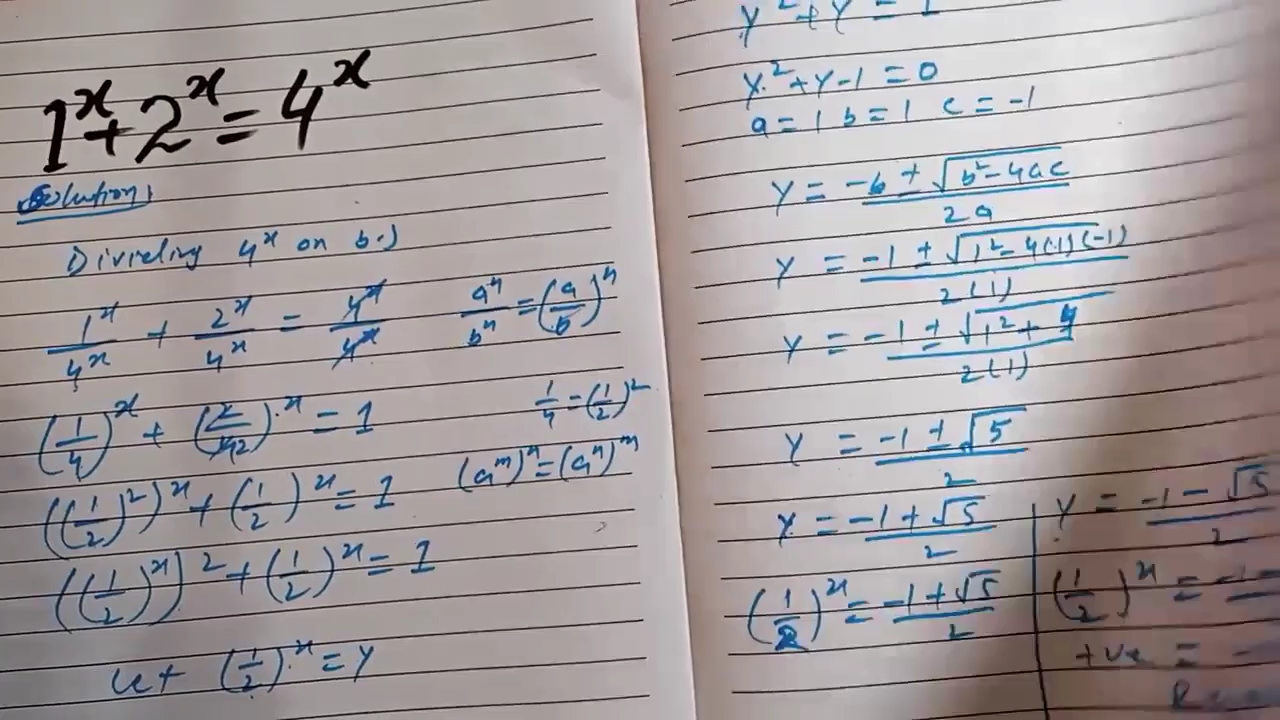 1^x + 2^x = 4^x
Solution:
Dividing 4^x on b.s
1^x/4^x + 2^x/4^x = 4^x/4^x
a^n/b^n = (a/b)^n
(1/4)^x + (2/42)^x = 1
1/4 = (1/2)^2
((1/2)^2)^x + (1/2)^x = 1
(a^m)^n = (a^n)^m
((1/2)^x)^2 + (1/2)^x = 1
let (1/2)^x = y
y^2 + y = 1
y^2 + y - 1 = 0
a = 1 b = 1 c = -1
y = (-b ± √(b^2 - 4ac))/2a
y = (-1 ± √(1^2 - 4(1)(-1)))/2(1)
y = (-1 ± √(1^2 + 4))/2(1)
y = (-1 ± √5)/2
y = (-1 + √5)/2
(1/2)^x = (-1 + √5)/2
y = (-1 - √5)/2
(1/2)^x = -1
+ve = -